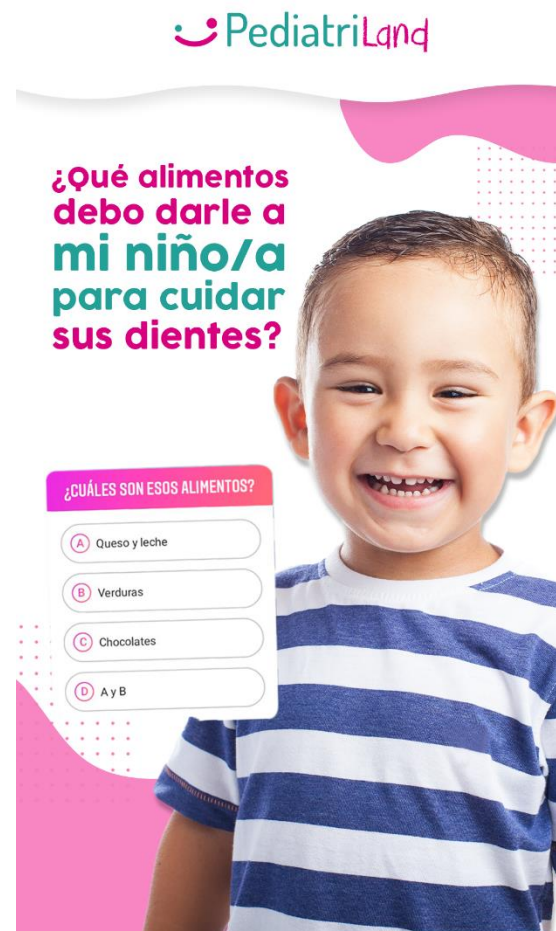 PediatriLand
¿Qué alimentos
debo darle a
mi niño/a
para cuidar
sus dientes?
¿CUÁLES SON ESOS ALIMENTOS?
A Queso y leche
B Verduras
C Chocolates
D A y B